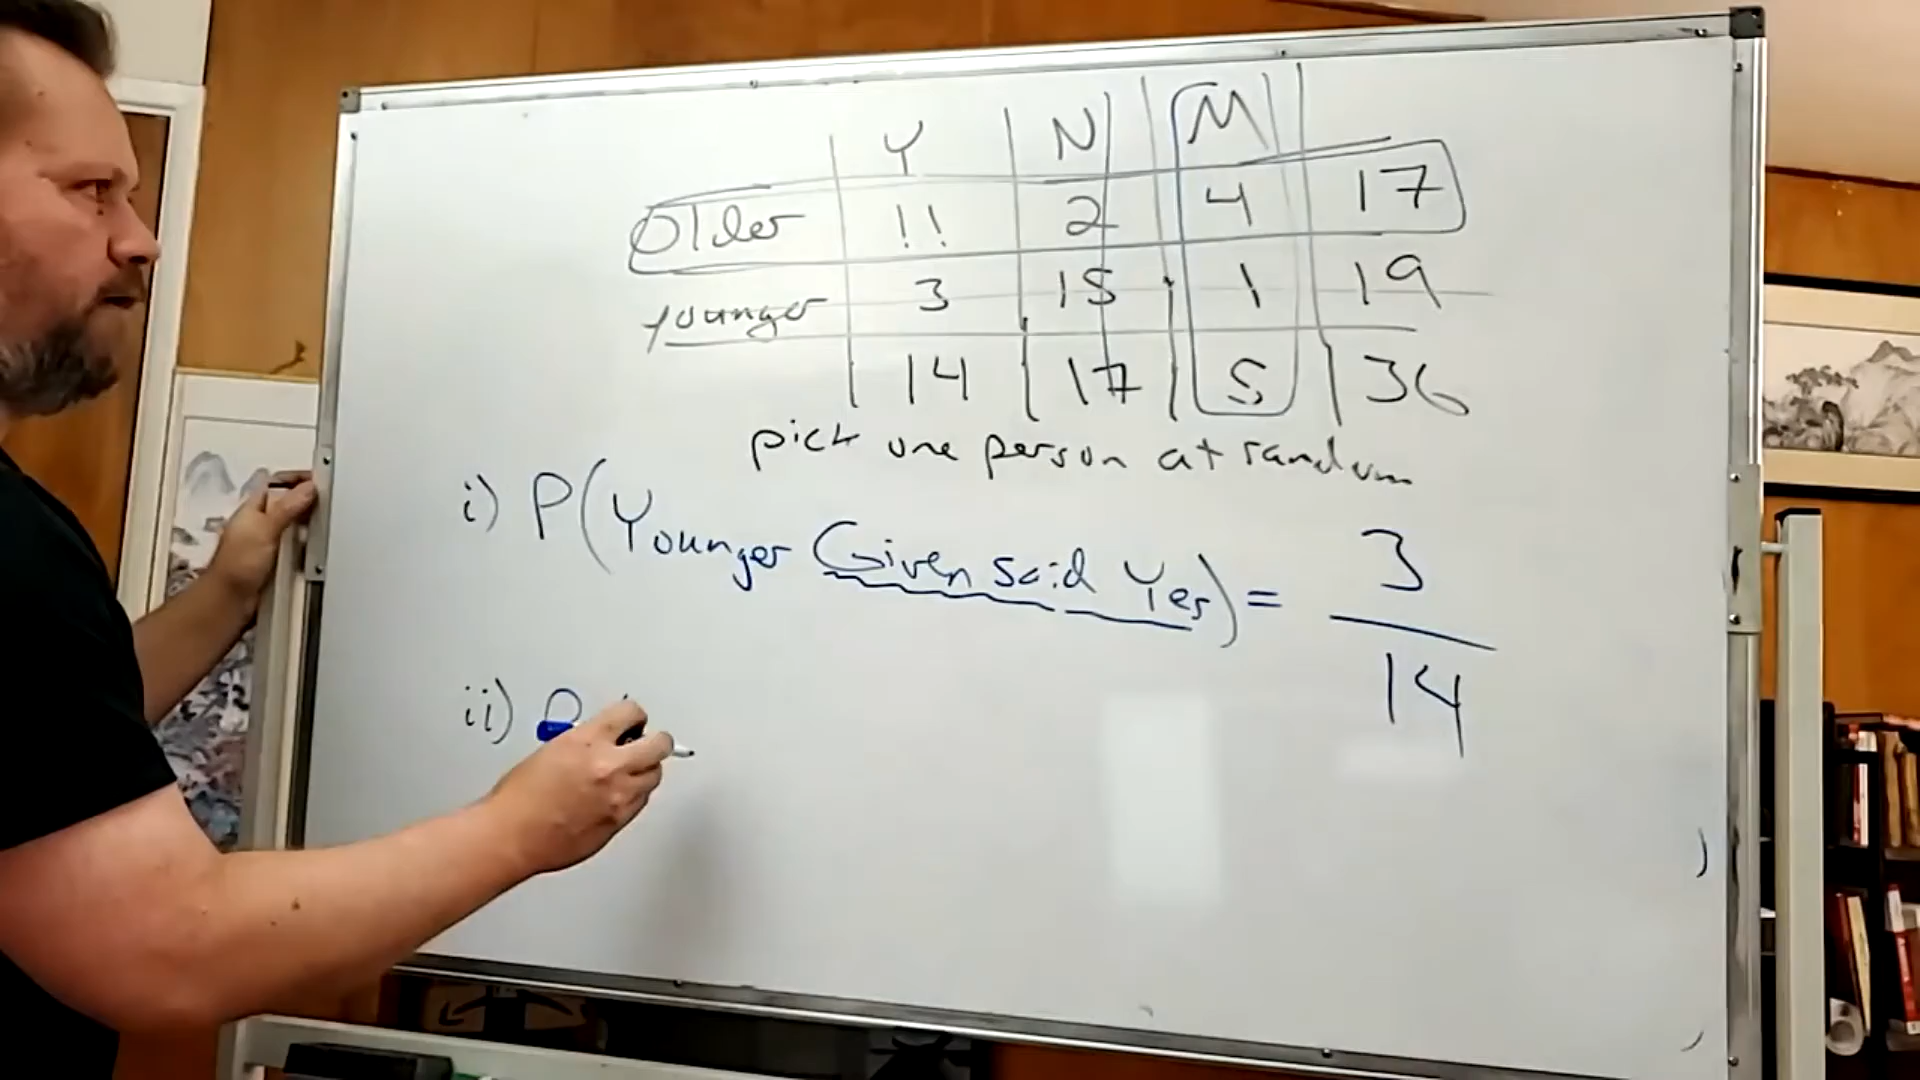 Y N M
Older 11 2 4 17
younger 3 15 1 19
14 17 5 36
pick one person at random
i) P(Younger Given said Yes) = 3
14
ii) P